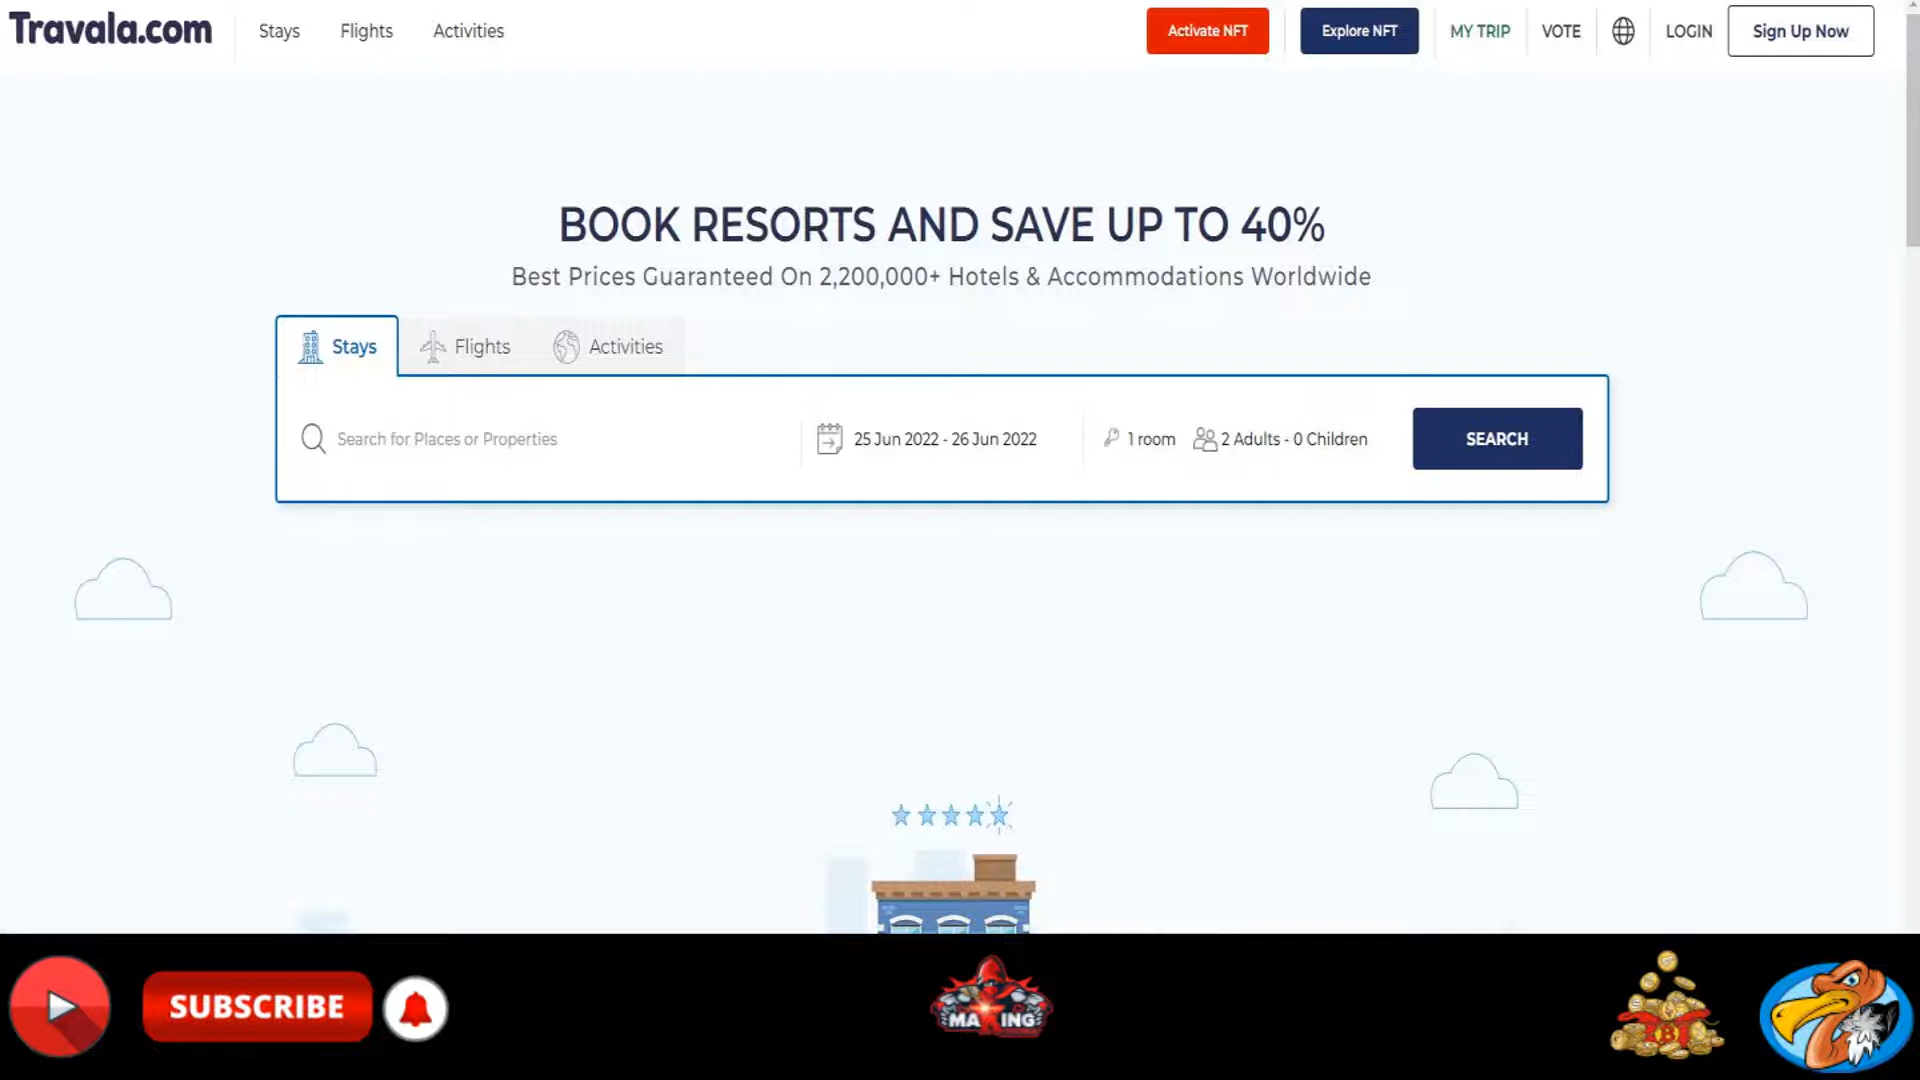 Travala.com
Stays
Flights
Activities
Activate NFT
Explore NFT
MY TRIP
VOTE
LOGIN
Sign Up Now
BOOK RESORTS AND SAVE UP TO 40%
Best Prices Guaranteed On 2,200,000+ Hotels & Accommodations Worldwide
Stays
Flights
Activities
Search for Places or Properties
25 Jun 2022 - 26 Jun 2022
1 room
2 Adults - 0 Children
SEARCH
SUBSCRIBE
MAXING